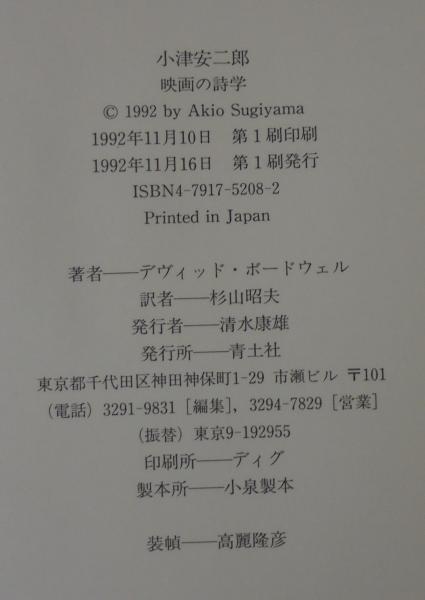 小津安二郎
映画の詩学
© 1992 by Akio Sugiyama
1992年11月10日　第1刷印刷
1992年11月16日　第1刷発行
ISBN4-7917-5208-2
Printed in Japan
著者——デヴィッド・ボードウェル
訳者——杉山昭夫
発行者——清水康雄
発行所——青土社
東京都千代田区神田神保町1-29 市瀬ビル 〒101
(電話) 3291-9831 [編集], 3294-7829 [営業]
(振替) 東京9-192955
印刷所——ディグ
製本所——小泉製本
装幀——高麗隆彦